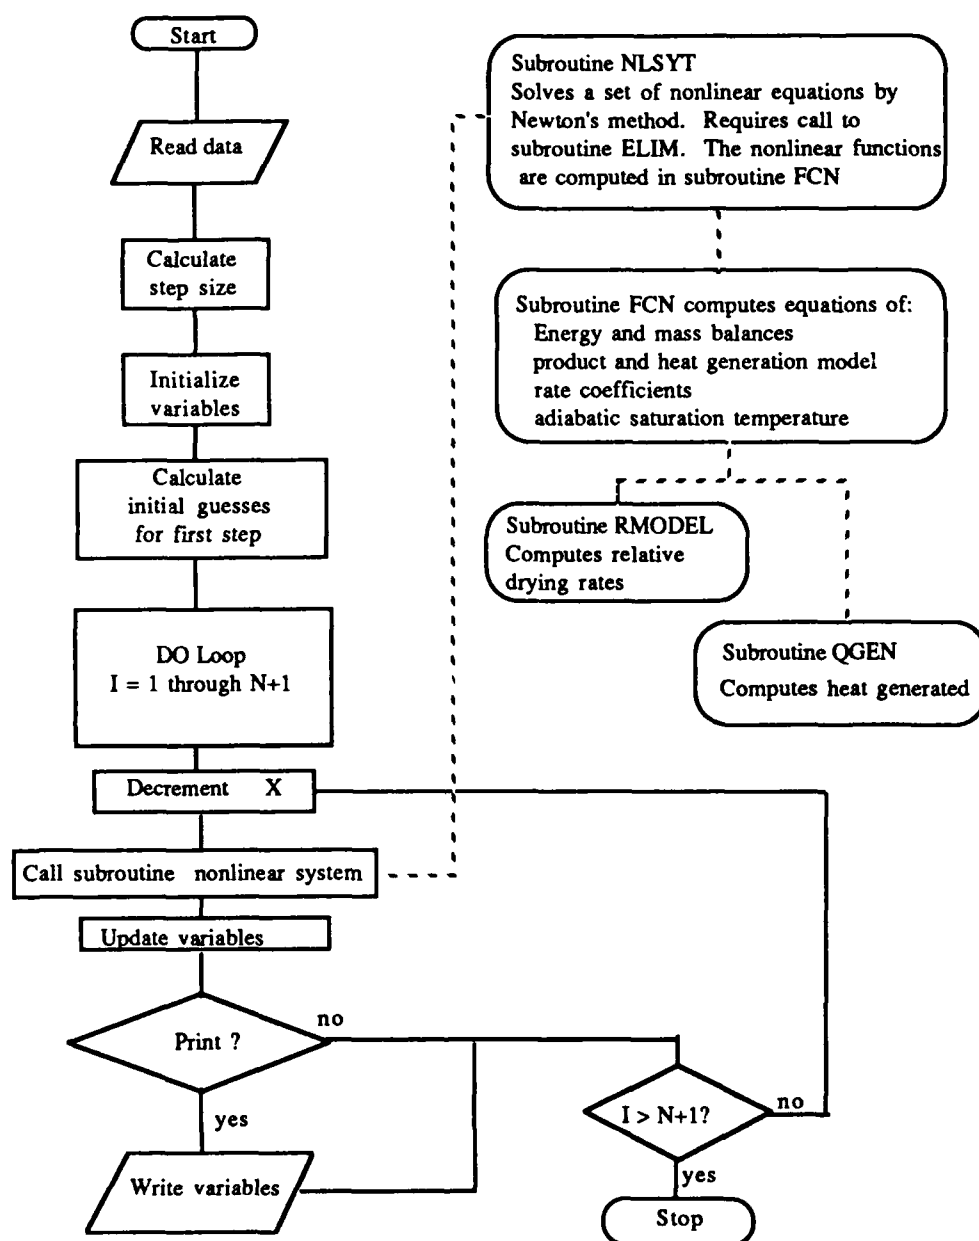 Start
Read data
Calculate
step size
Initialize
variables
Calculate
initial guesses
for first step
DO Loop
I = 1 through N+1
Decrement X
Call subroutine nonlinear system
Update variables
Print ?
no
yes
Write variables
I > N+1?
no
yes
Stop
Subroutine NLSYT
Solves a set of nonlinear equations by
Newton's method. Requires call to
subroutine ELIM. The nonlinear functions
are computed in subroutine FCN
Subroutine FCN computes equations of:
Energy and mass balances
product and heat generation model
rate coefficients
adiabatic saturation temperature
Subroutine RMODEL
Computes relative
drying rates
Subroutine QGEN
Computes heat generated